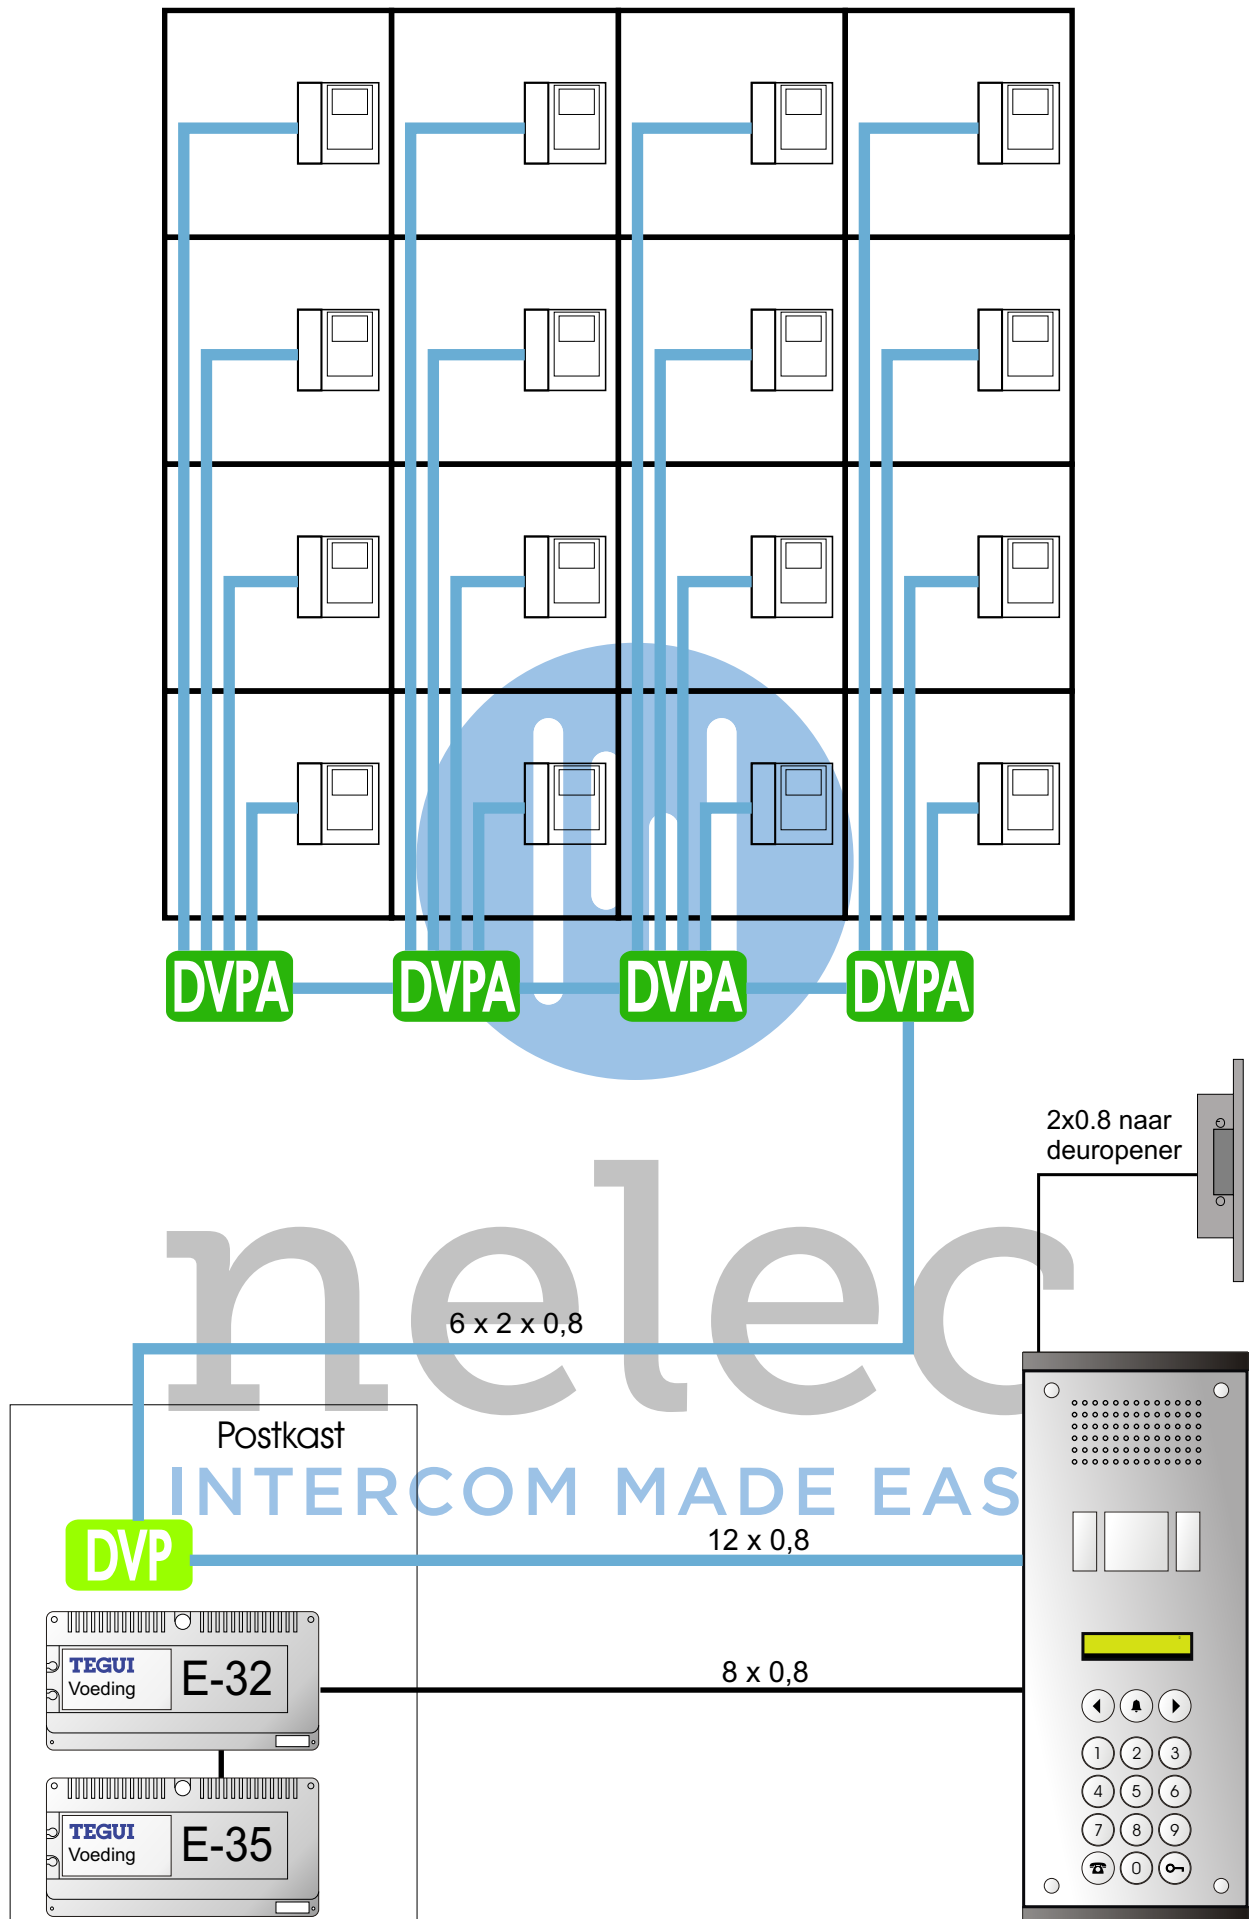 DVPA DVPA DVPA DVPA
2x0.8 naar
deuropener
nelec
6 x 2 x 0,8
Postkast
INTERCOM MADE EAS
DVP
12 x 0,8
TEGUI
Voeding
E-32
8 x 0,8
TEGUI
Voeding
E-35
1 2 3
4 5 6
7 8 9
0